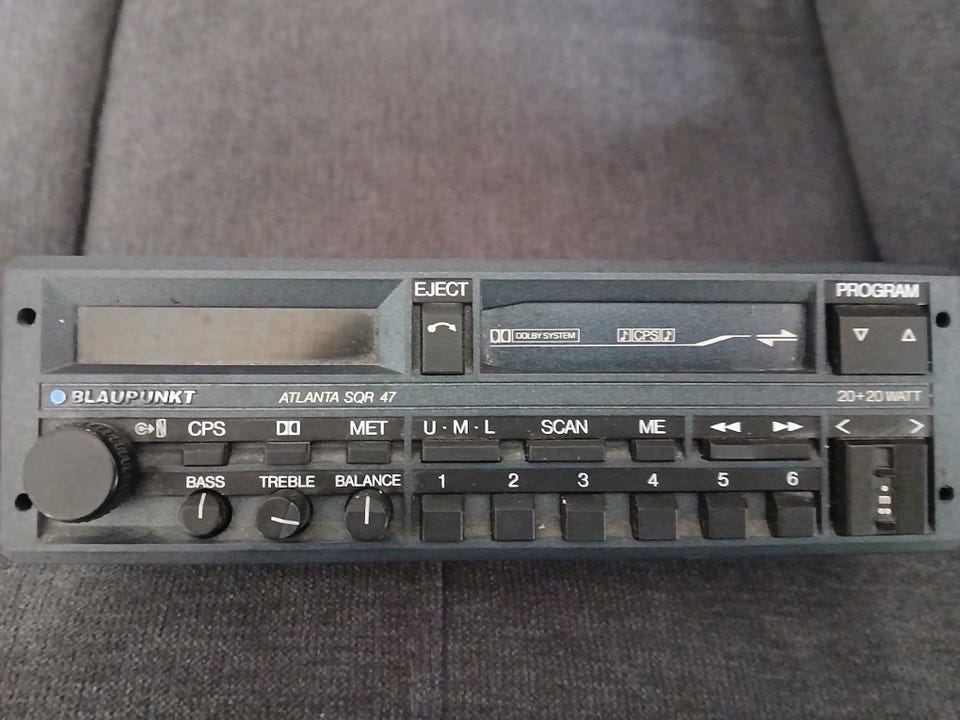 EJECT
PROGRAM
DOLBY SYSTEM
CPS
BLAUPUNKT
ATLANTA SQR 47
20+20 WATT
CPS
MET
U·M·L
SCAN
ME
BASS
TREBLE
BALANCE
1 2 3 4 5 6